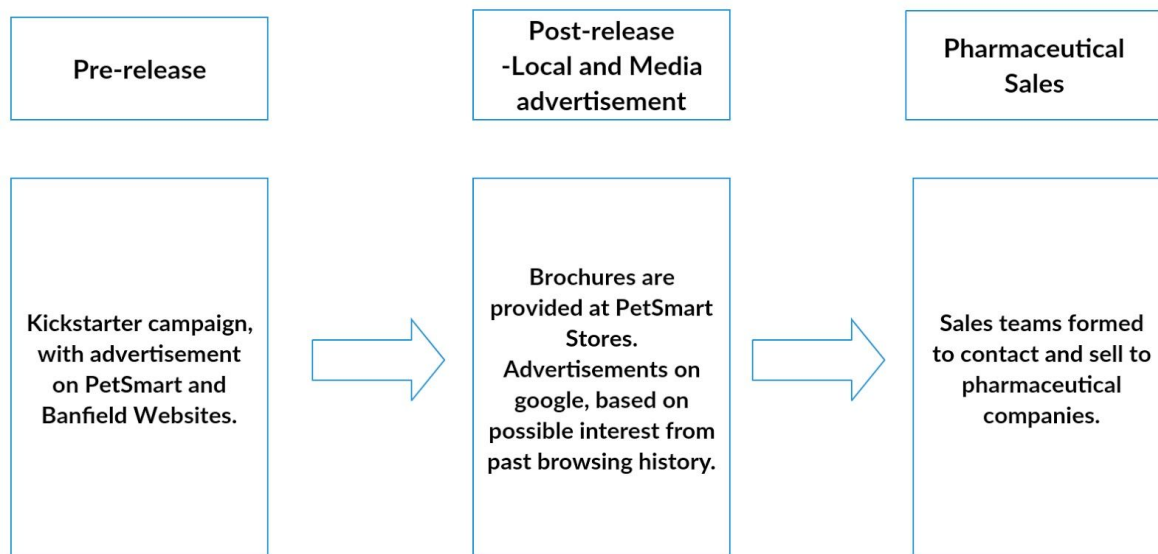 Pre-release
Post-release
-Local and Media
advertisement
Pharmaceutical
Sales
Kickstarter campaign,
with advertisement
on PetSmart and
Banfield Websites.
Brochures are
provided at PetSmart
Stores.
Advertisements on
google, based on
possible interest from
past browsing history.
Sales teams formed
to contact and sell to
pharmaceutical
companies.